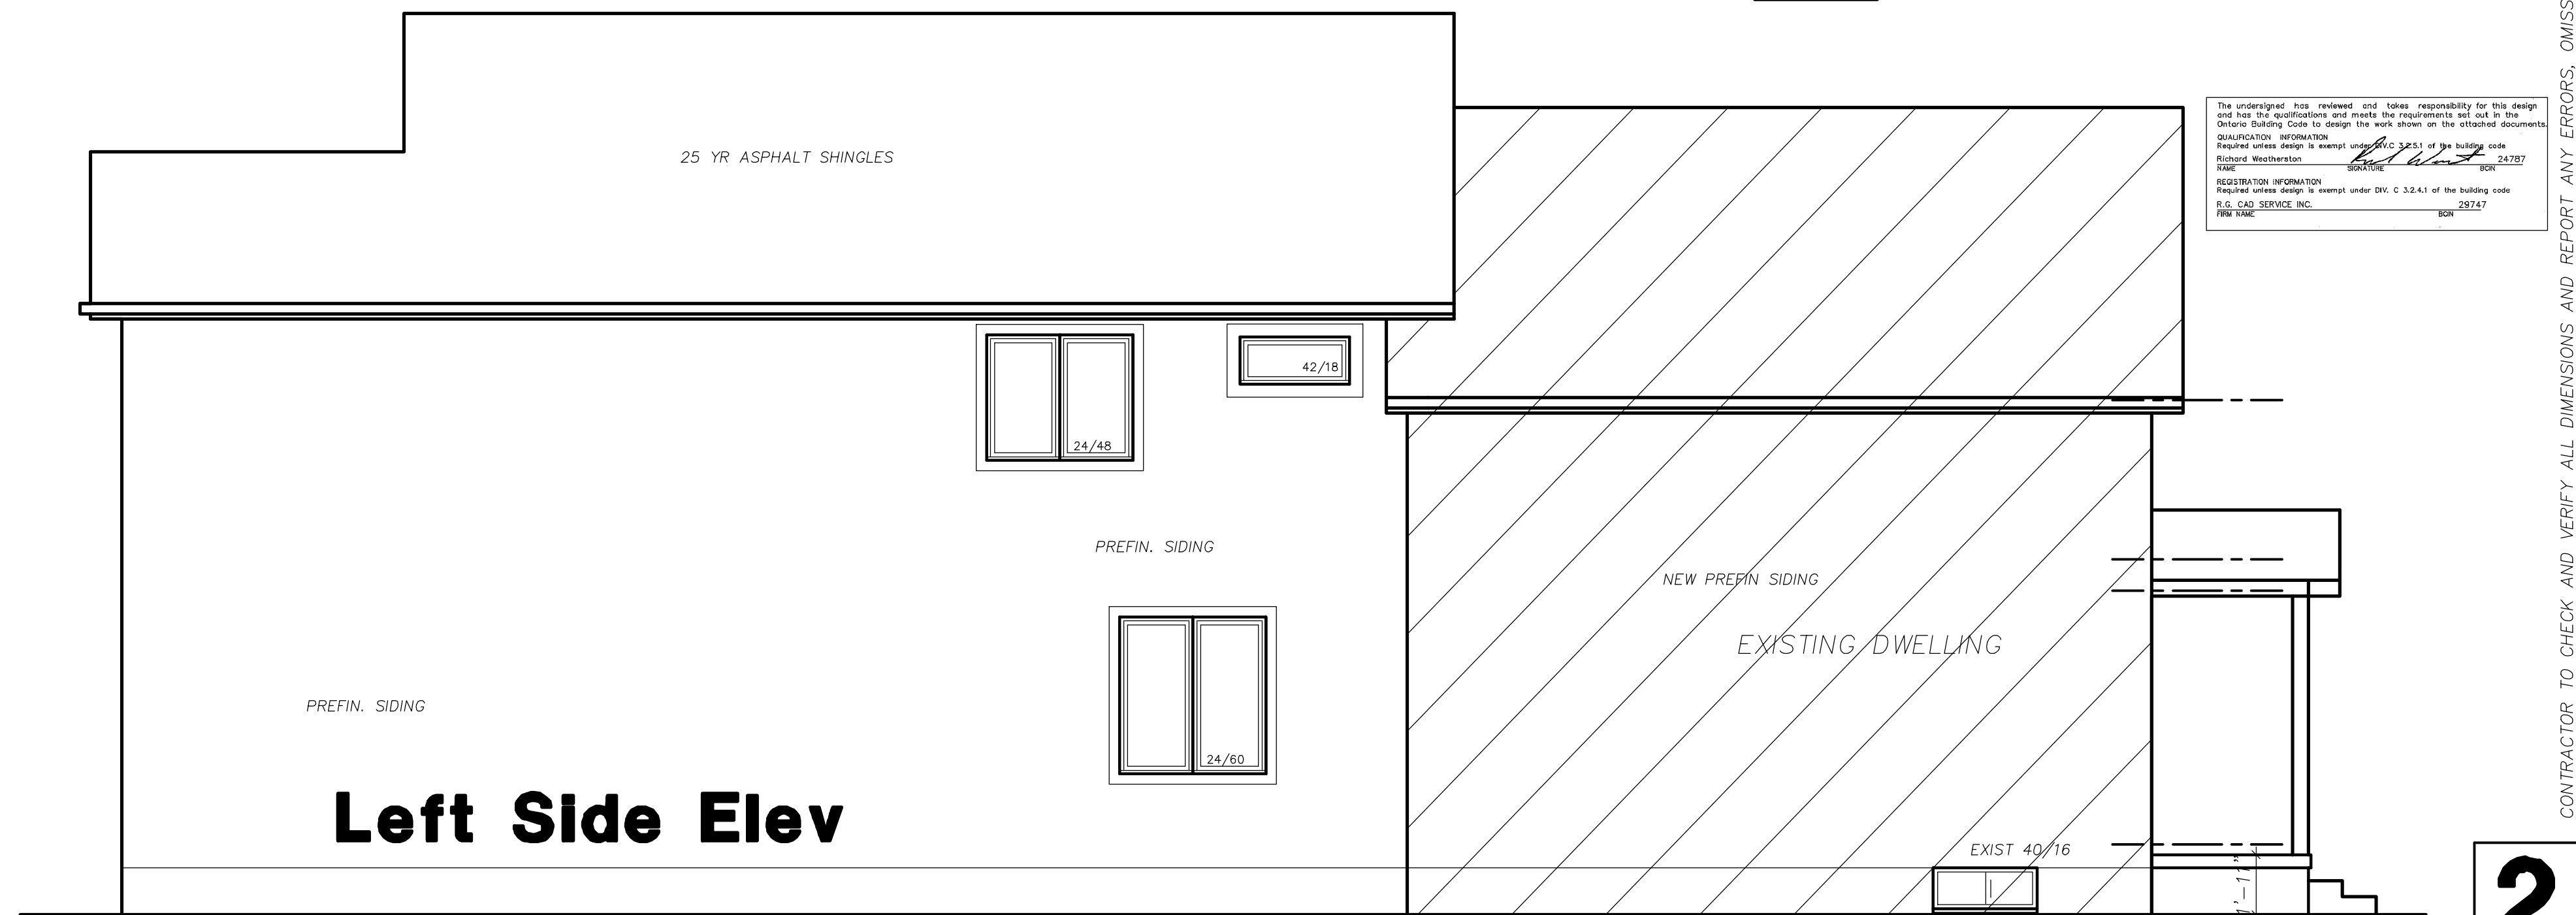 25 YR ASPHALT SHINGLES
42/18
24/48
PREFIN. SIDING
24/60
PREFIN. SIDING
Left Side Elev
NEW PREFIN SIDING
EXISTING DWELLING
EXIST 40/16
1'-11"
The undersigned has reviewed and takes responsibility for this design
and has the qualifications and meets the requirements set out in the
Ontario Building Code to design the work shown on the attached documents.
QUALIFICATION INFORMATION
Required unless design is exempt under DIV.C 3.2.5.1 of the building code
Richard Weatherston 24787
NAME SIGNATURE BCIN
REGISTRATION INFORMATION
Required unless design is exempt under DIV. C 3.2.4.1 of the building code
R.G. CAD SERVICE INC. 29747
FIRM NAME BCIN
CONTRACTOR TO CHECK AND VERIFY ALL DIMENSIONS AND REPORT ANY ERRORS, OMISS
2